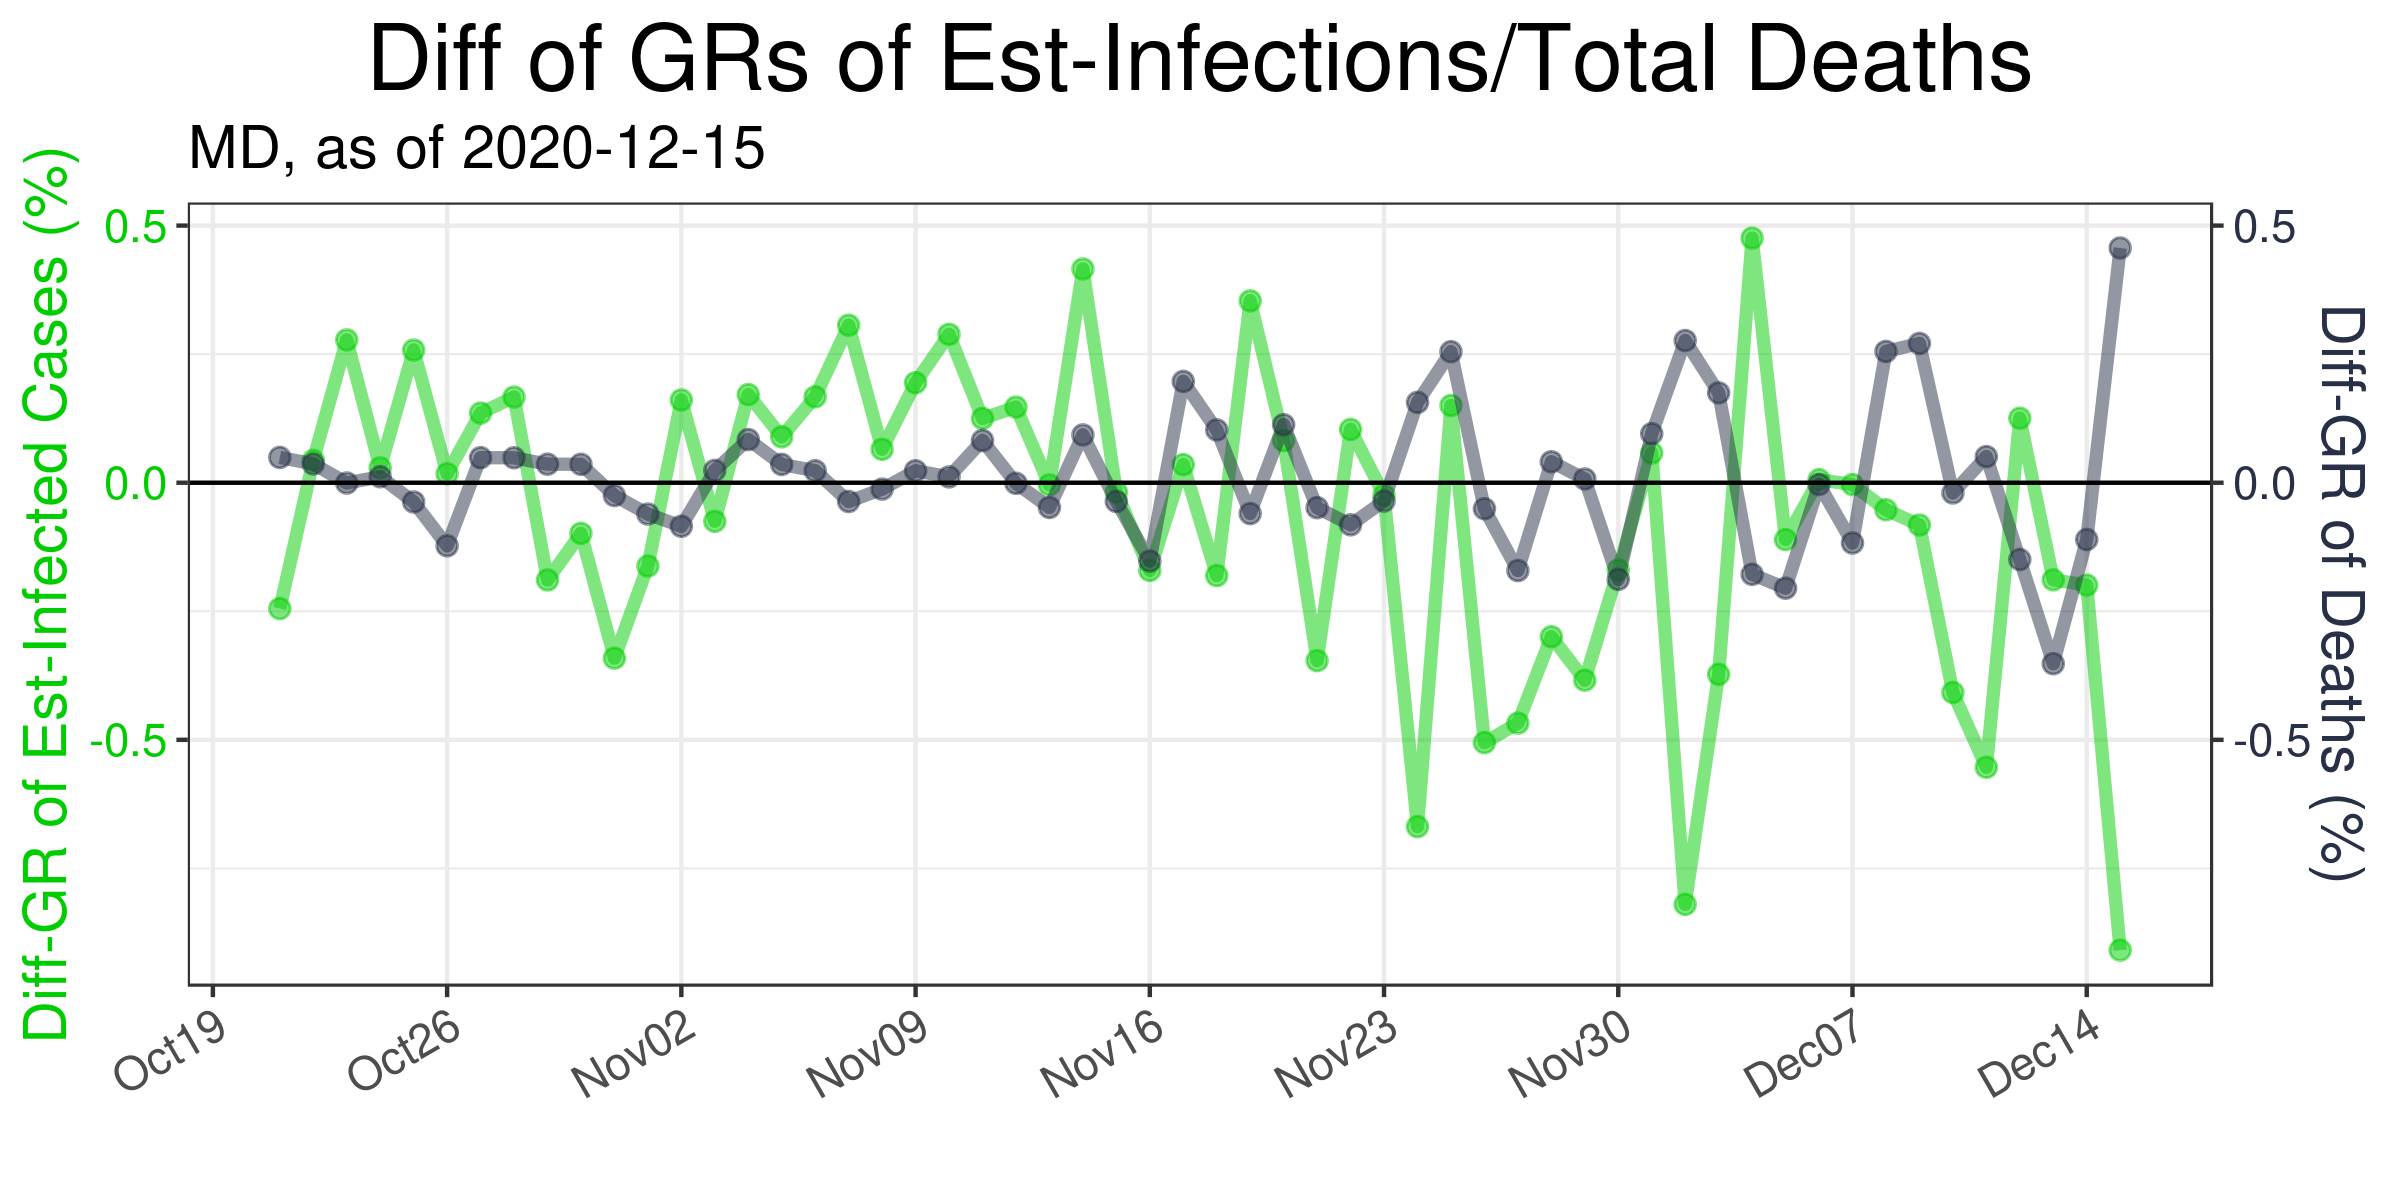 Diff of GRs of Est-Infections/Total Deaths
MD, as of 2020-12-15
Diff-GR of Est-Infected Cases (%)
0.5
0.0
-0.5
0.5
0.0
-0.5
Diff-GR of Deaths (%)
Oct19
Oct26
Nov02
Nov09
Nov16
Nov23
Nov30
Dec07
Dec14